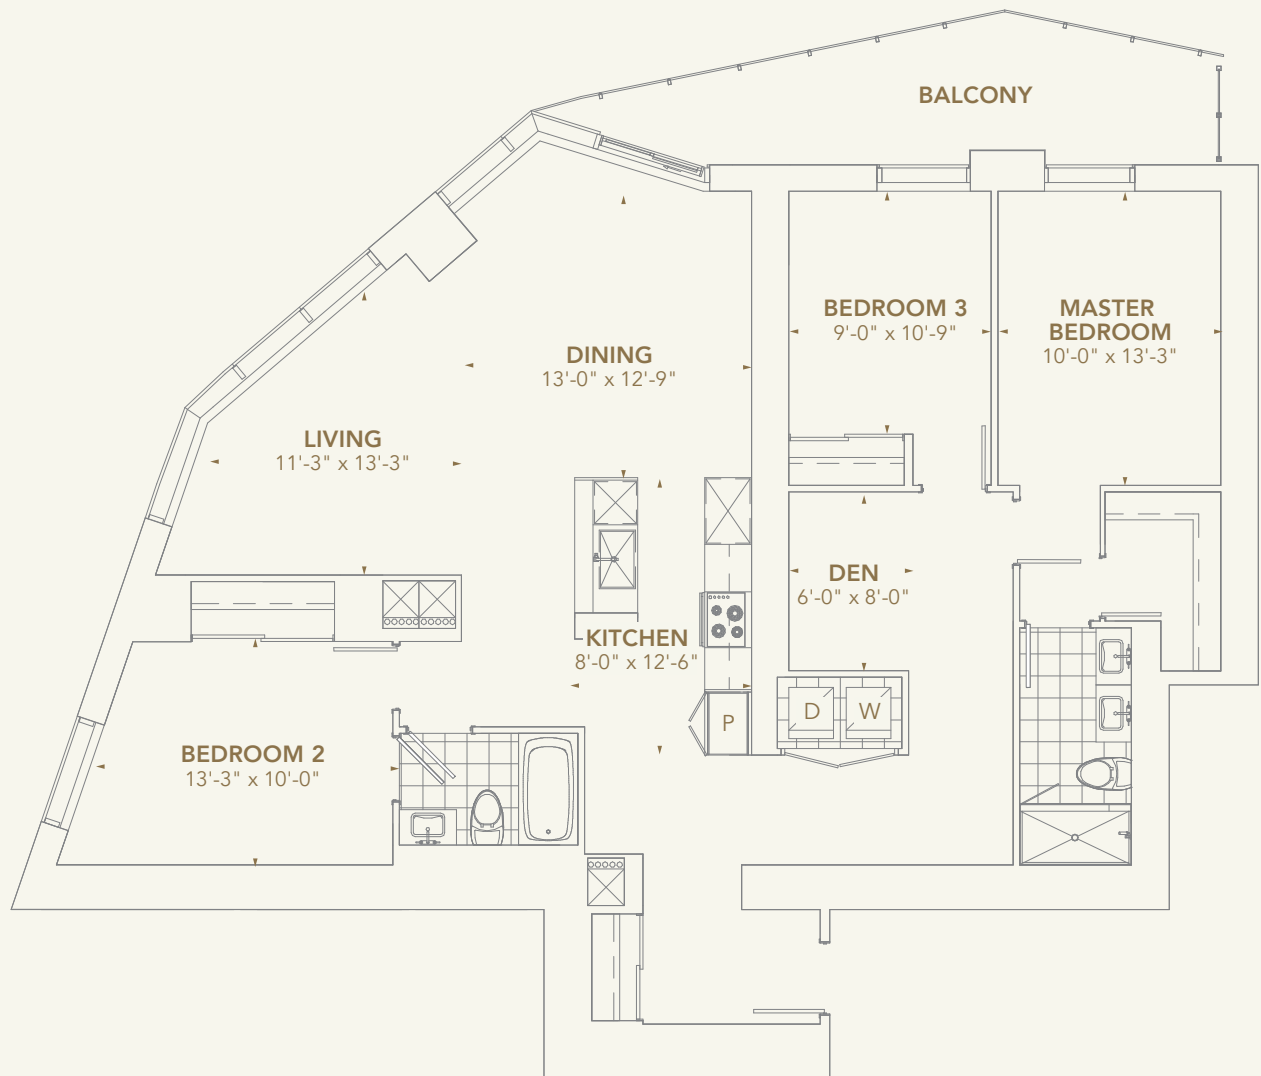 BALCONY
BEDROOM 3
9'-0" x 10'-9"
MASTER
BEDROOM
10'-0" x 13'-3"
DINING
13'-0" x 12'-9"
LIVING
11'-3" x 13'-3"
DEN
6'-0" x 8'-0"
KITCHEN
8'-0" x 12'-6"
P
D
W
BEDROOM 2
13'-3" x 10'-0"